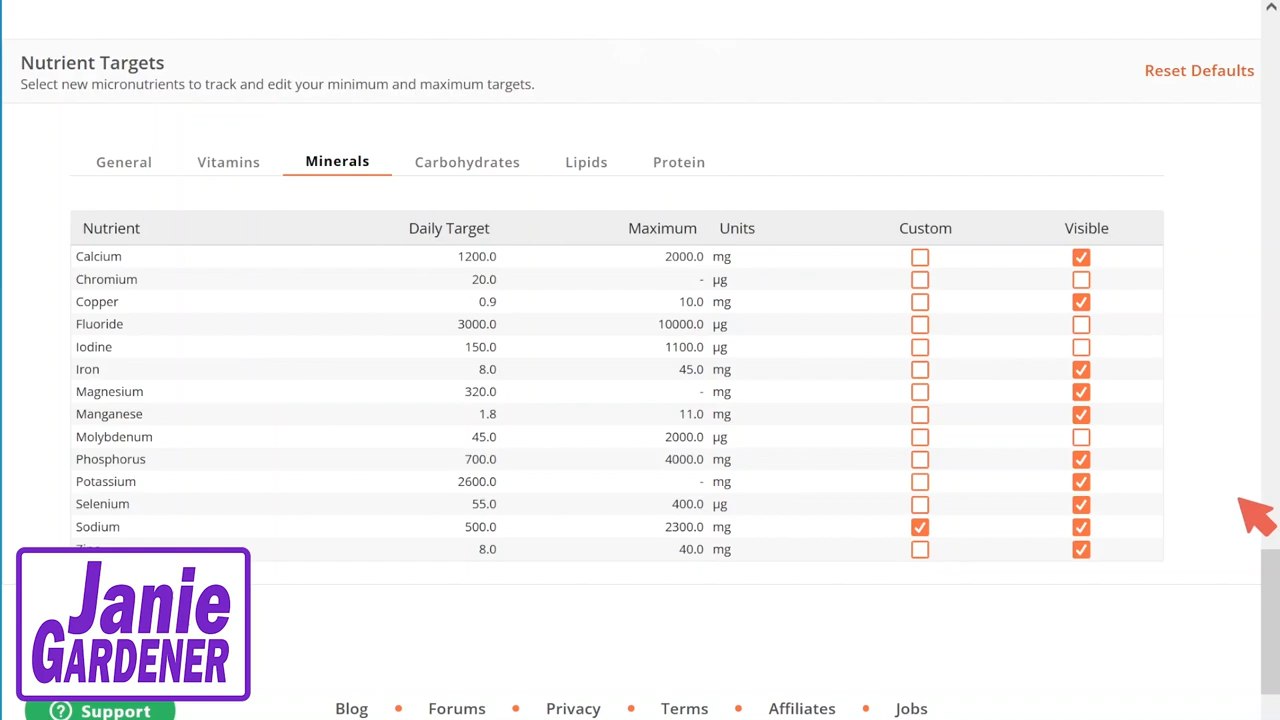 Nutrient Targets
Select new micronutrients to track and edit your minimum and maximum targets.
Reset Defaults
General Vitamins Minerals Carbohydrates Lipids Protein
Nutrient Daily Target Maximum Units Custom Visible
Calcium 1200.0 2000.0 mg
Chromium 20.0 - µg
Copper 0.9 10.0 mg
Fluoride 3000.0 10000.0 µg
Iodine 150.0 1100.0 µg
Iron 8.0 45.0 mg
Magnesium 320.0 - mg
Manganese 1.8 11.0 mg
Molybdenum 45.0 2000.0 µg
Phosphorus 700.0 4000.0 mg
Potassium 2600.0 - mg
Selenium 55.0 400.0 µg
Sodium 500.0 2300.0 mg
8.0 40.0 mg
Janie
GARDENER
? Support
Blog • Forums • Privacy • Terms • Affiliates • Jobs